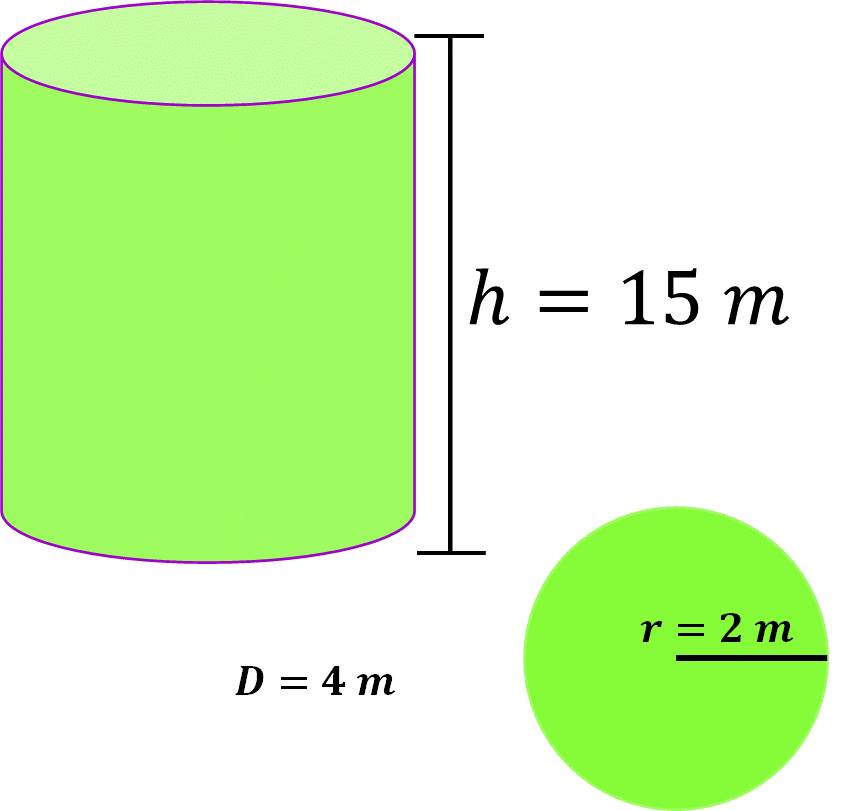 h = 15 m
r = 2 m
D = 4 m